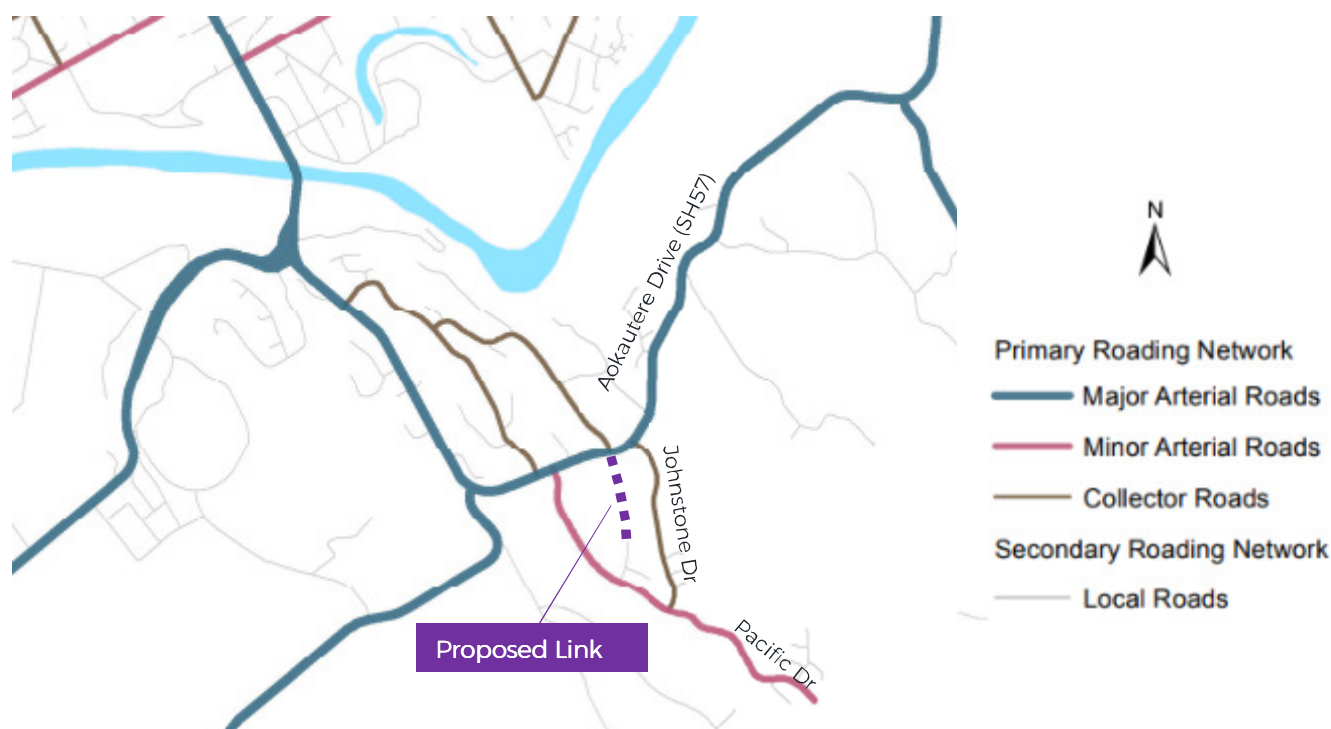 Aokautere Drive (SH57)
Johnstone Dr
Proposed Link
Pacific Dr
N
Primary Roading Network
Major Arterial Roads
Minor Arterial Roads
Collector Roads
Secondary Roading Network
Local Roads